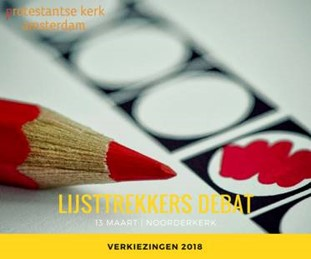 protestantse kerk
amsterdam
LIJSTTREKKERS DEBAT
13 MAART / NOORDERKERK
VERKIEZINGEN 2018